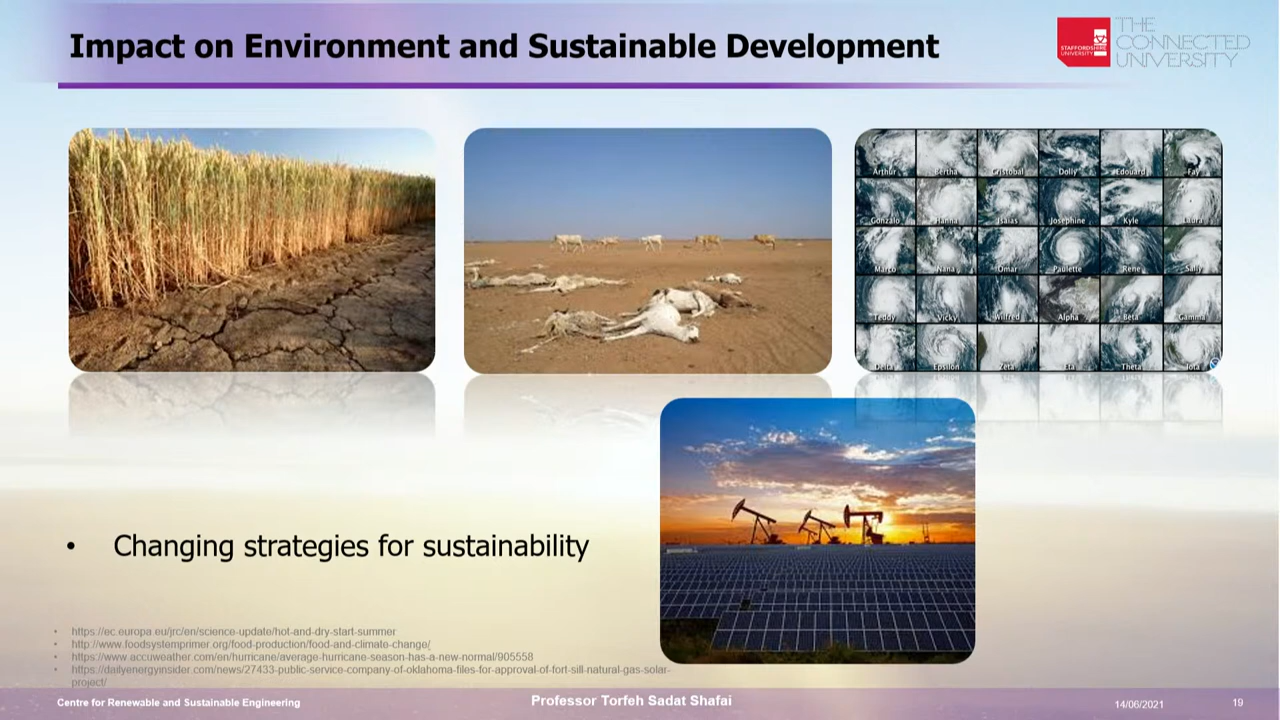 Impact on Environment and Sustainable Development
STAFFORDSHIRE
UNIVERSITY
THE
CONNECTED
UNIVERSITY
Arthur Bertha Cristobal Dolly Edouard Fay
Gonzalo Hanna Isaias Josephine Kyle Laura
Marco Nana Omar Paulette Rene Sally
Teddy Vicky Wilfred Alpha Beta Gamma
Delta Epsilon Zeta Eta Theta Iota
• Changing strategies for sustainability
• https://ec.europa.eu/jrc/en/science-update/hot-and-dry-start-summer
• http://www.foodsystemprimer.org/food-production/food-and-climate-change/
• https://www.accuweather.com/en/hurricane/average-hurricane-season-has-a-new-normal/905558
• https://dailyenergyinsider.com/news/27433-public-service-company-of-oklahoma-files-for-approval-of-fort-sill-natural-gas-solar-
project/
Centre for Renewable and Sustainable Engineering
Professor Torfeh Sadat Shafai
14/06/2021
19